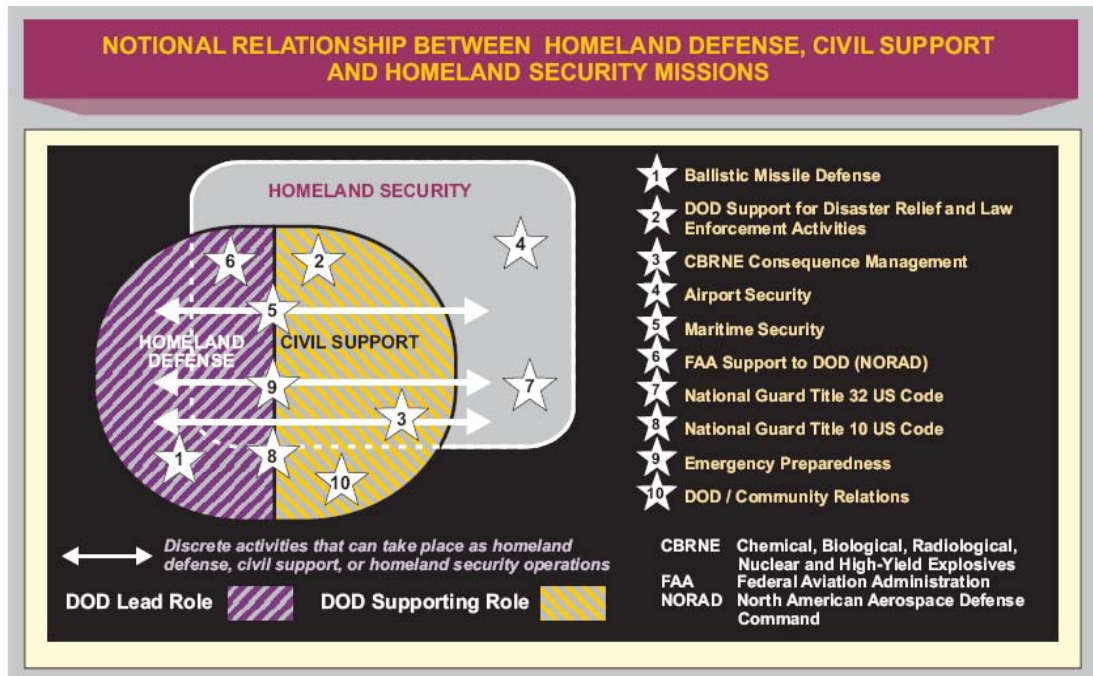 NOTIONAL RELATIONSHIP BETWEEN HOMELAND DEFENSE, CIVIL SUPPORT
AND HOMELAND SECURITY MISSIONS
HOMELAND SECURITY
6
2
4
5
HOMELAND
DEFENSE
CIVIL SUPPORT
9
7
3
1
8
10
1 Ballistic Missile Defense
2 DOD Support for Disaster Relief and Law
Enforcement Activities
3 CBRNE Consequence Management
4 Airport Security
5 Maritime Security
6 FAA Support to DOD (NORAD)
7 National Guard Title 32 US Code
8 National Guard Title 10 US Code
9 Emergency Preparedness
10 DOD / Community Relations
Discrete activities that can take place as homeland
defense, civil support, or homeland security operations
DOD Lead Role
DOD Supporting Role
CBRNE Chemical, Biological, Radiological,
Nuclear and High-Yield Explosives
FAA Federal Aviation Administration
NORAD North American Aerospace Defense
Command